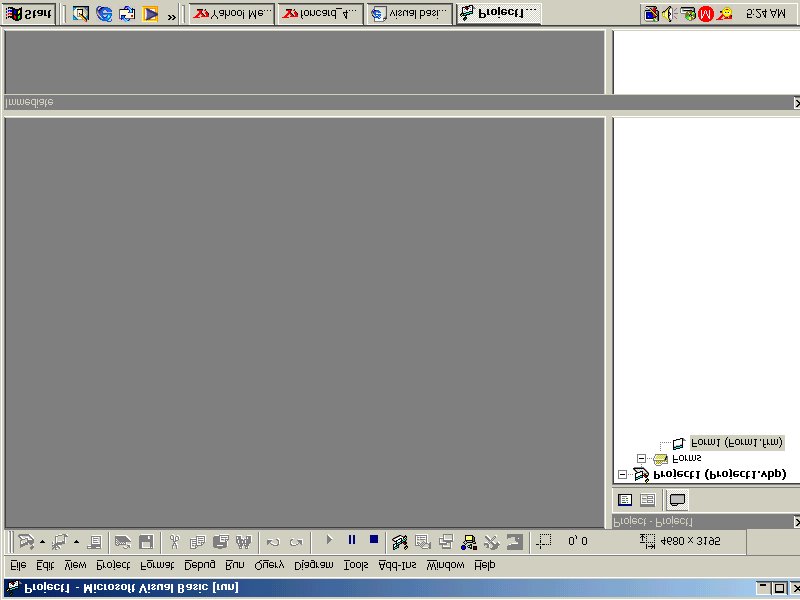 Project1 - Microsoft Visual Basic [run]
File Edit View Project Format Debug Run Query Diagram Tools Add-Ins Window Help
0, 0 4680 x 3195
Project - Project1
Project1 (Project1.vbp)
Forms
Form1 (Form1.frm)
Immediate
Start » Yahoo! Me... foncard_4... visual basi... Project1... 5:24 AM